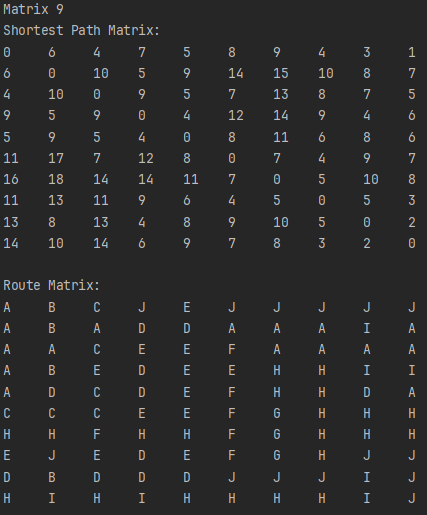 Matrix 9
Shortest Path Matrix:
0 6 4 7 5 8 9 4 3 1
6 0 10 5 9 14 15 10 8 7
4 10 0 9 5 7 13 8 7 5
9 5 9 0 4 12 14 9 4 6
5 9 5 4 0 8 11 6 8 6
11 17 7 12 8 0 7 4 9 7
16 18 14 14 11 7 0 5 10 8
11 13 11 9 6 4 5 0 5 3
13 8 13 4 8 9 10 5 0 2
14 10 14 6 9 7 8 3 2 0
Route Matrix:
A B C J E J J J J J
A B A D D A A A I A
A A C E E F A A A A
A B E D E E H H I I
A D C D E F H H D A
C C C E E F G H H H
H H F H H F G H H H
E J E D E F G H J J
D B D D D J J J I J
H I H I H H H H I J